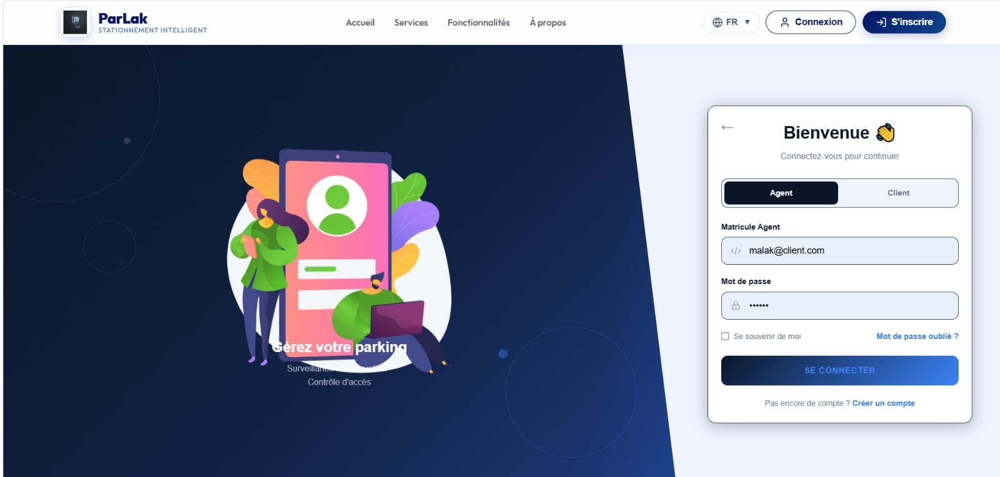 ParLak
STATIONNEMENT INTELLIGENT
Accueil
Services
Fonctionnalités
À propos
FR
Connexion
S'inscrire
Gérez votre parking
Surveillance
Contrôle d'accès
Bienvenue 👋
Connectez-vous pour continuer
Agent
Client
Matricule Agent
malak@client.com
Mot de passe
••••••
Se souvenir de moi
Mot de passe oublié ?
SE CONNECTER
Pas encore de compte ? Créer un compte